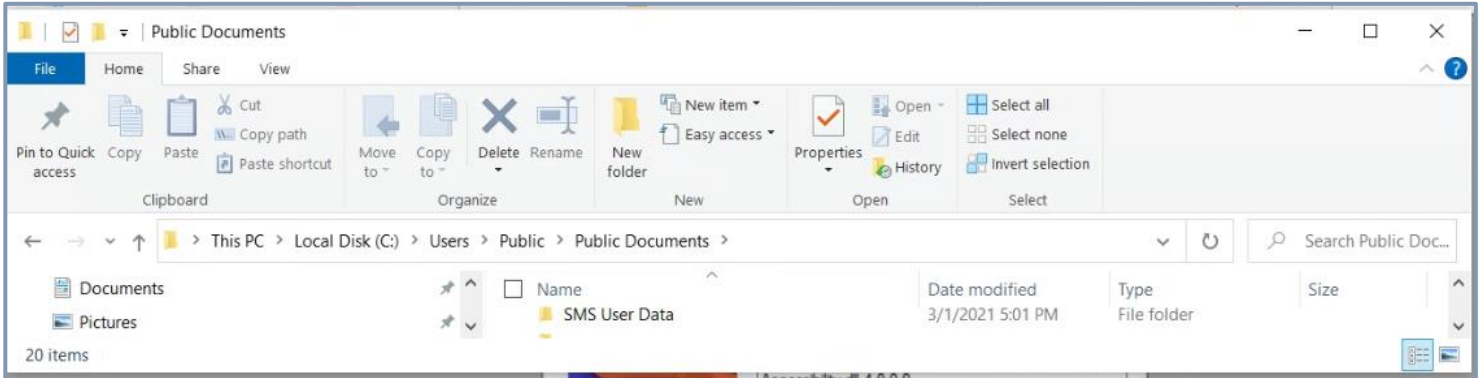 Public Documents
File Home Share View
Pin to Quick access
Copy
Paste
Cut
Copy path
Paste shortcut
Clipboard
Move to
Copy to
Delete
Rename
Organize
New folder
New item
Easy access
New
Properties
Open
Edit
History
Open
Select all
Select none
Invert selection
Select
This PC > Local Disk (C:) > Users > Public > Public Documents >
Search Public Doc...
Documents
Pictures
Name Date modified Type Size
SMS User Data 3/1/2021 5:01 PM File folder
20 items